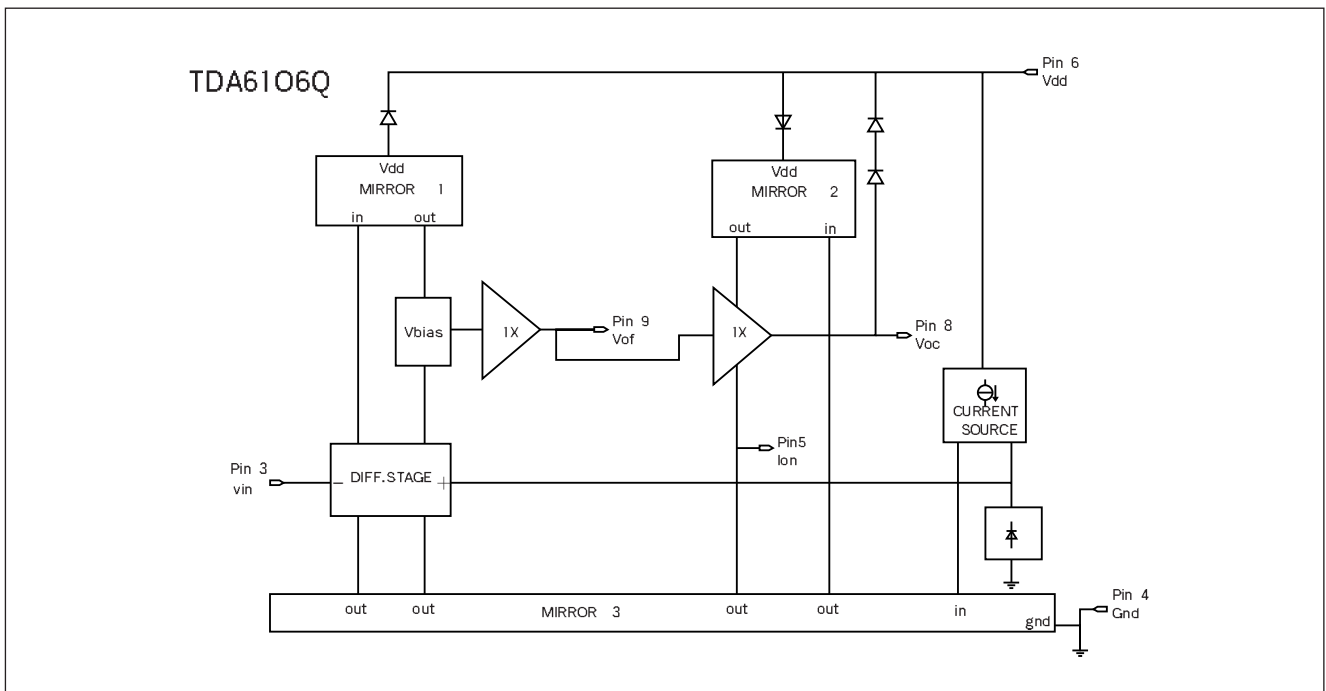 TDA6106Q
Pin 6
Vdd
Vdd
MIRROR 1
in out
Vdd
MIRROR 2
out in
Vbias
1X
Pin 9
Vof
1X
Pin 8
Voc
CURRENT
SOURCE
Pin5
Ion
Pin 3
vin
− DIFF.STAGE +
out out MIRROR 3 out out in
gnd
Pin 4
Gnd